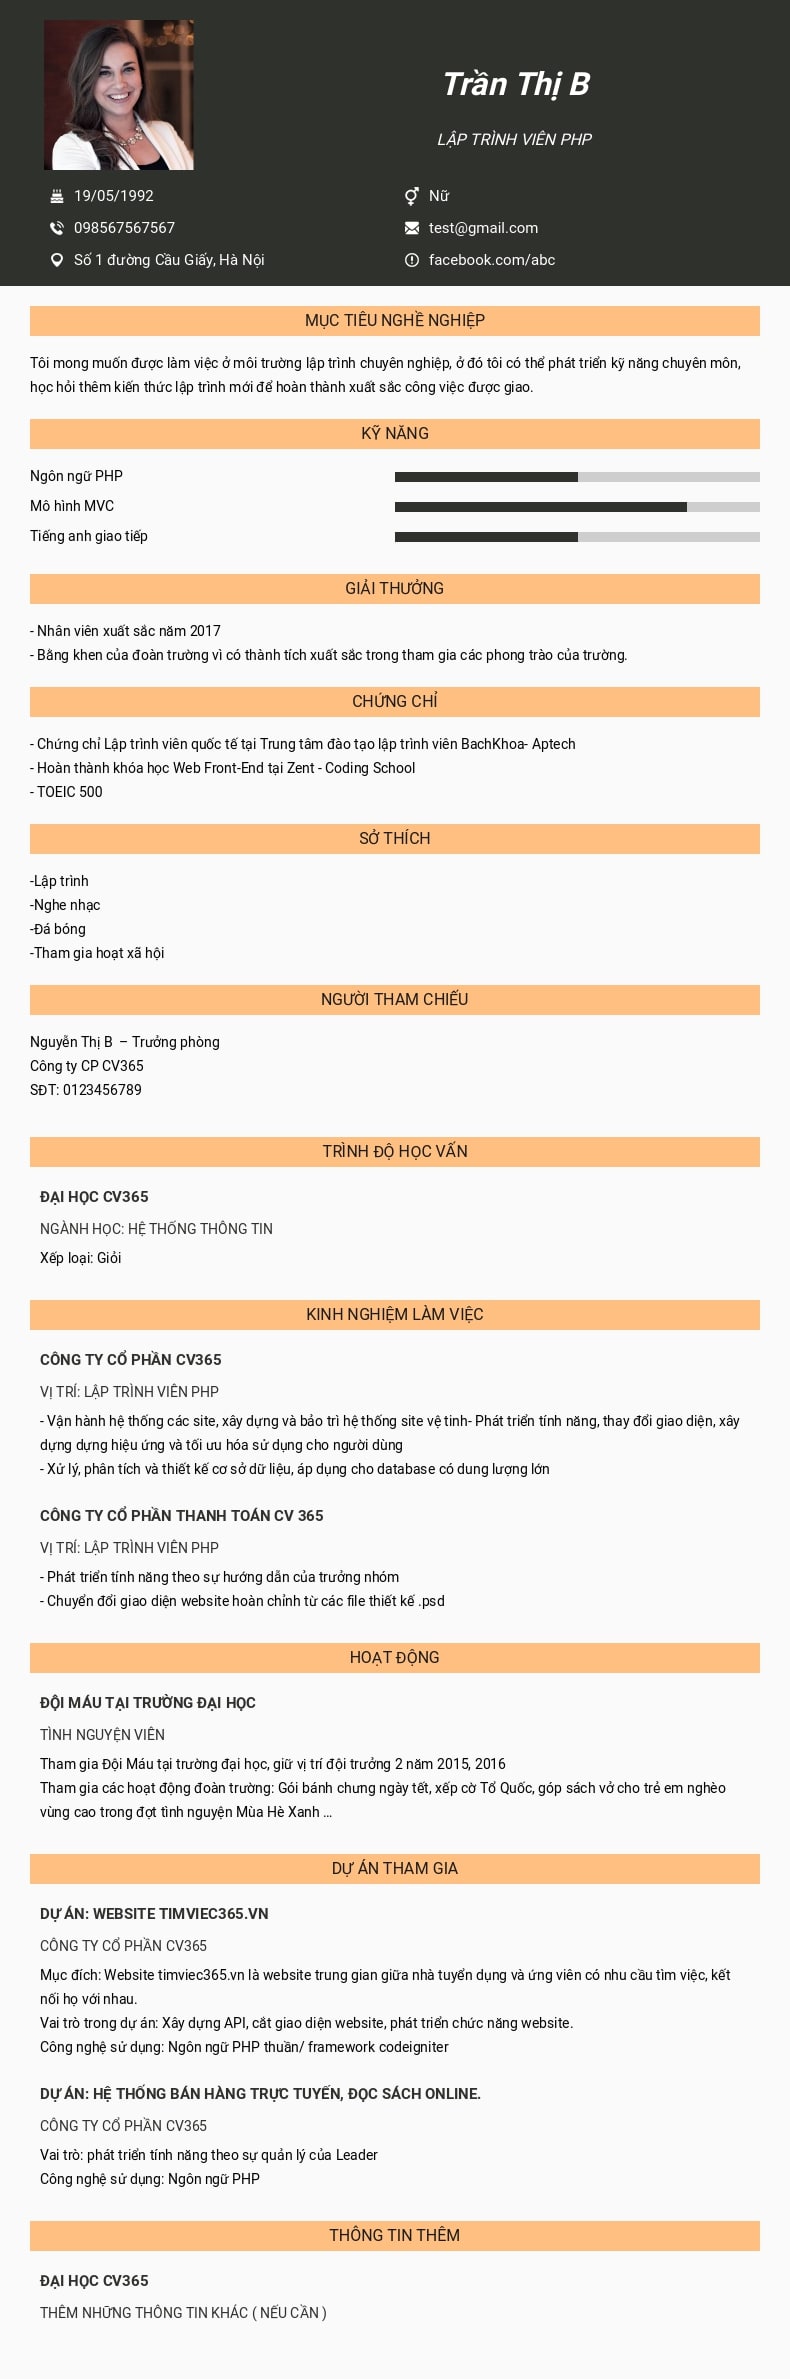 Trần Thị B
LẬP TRÌNH VIÊN PHP
19/05/1992
Nữ
098567567567
test@gmail.com
Số 1 đường Cầu Giấy, Hà Nội
facebook.com/abc
MỤC TIÊU NGHỀ NGHIỆP
Tôi mong muốn được làm việc ở môi trường lập trình chuyên nghiệp, ở đó tôi có thể phát triển kỹ năng chuyên môn,
học hỏi thêm kiến thức lập trình mới để hoàn thành xuất sắc công việc được giao.
KỸ NĂNG
Ngôn ngữ PHP
Mô hình MVC
Tiếng anh giao tiếp
GIẢI THƯỞNG
- Nhân viên xuất sắc năm 2017
- Bằng khen của đoàn trường vì có thành tích xuất sắc trong tham gia các phong trào của trường.
CHỨNG CHỈ
- Chứng chỉ Lập trình viên quốc tế tại Trung tâm đào tạo lập trình viên BachKhoa- Aptech
- Hoàn thành khóa học Web Front-End tại Zent - Coding School
- TOEIC 500
SỞ THÍCH
-Lập trình
-Nghe nhạc
-Đá bóng
-Tham gia hoạt xã hội
NGƯỜI THAM CHIẾU
Nguyễn Thị B – Trưởng phòng
Công ty CP CV365
SĐT: 0123456789
TRÌNH ĐỘ HỌC VẤN
ĐẠI HỌC CV365
NGÀNH HỌC: HỆ THỐNG THÔNG TIN
Xếp loại: Giỏi
KINH NGHIỆM LÀM VIỆC
CÔNG TY CỔ PHẦN CV365
VỊ TRÍ: LẬP TRÌNH VIÊN PHP
- Vận hành hệ thống các site, xây dựng và bảo trì hệ thống site vệ tinh- Phát triển tính năng, thay đổi giao diện, xây
dựng dựng hiệu ứng và tối ưu hóa sử dụng cho người dùng
- Xử lý, phân tích và thiết kế cơ sở dữ liệu, áp dụng cho database có dung lượng lớn
CÔNG TY CỔ PHẦN THANH TOÁN CV 365
VỊ TRÍ: LẬP TRÌNH VIÊN PHP
- Phát triển tính năng theo sự hướng dẫn của trưởng nhóm
- Chuyển đổi giao diện website hoàn chỉnh từ các file thiết kế .psd
HOẠT ĐỘNG
ĐỘI MÁU TẠI TRƯỜNG ĐẠI HỌC
TÌNH NGUYỆN VIÊN
Tham gia Đội Máu tại trường đại học, giữ vị trí đội trưởng 2 năm 2015, 2016
Tham gia các hoạt động đoàn trường: Gói bánh chưng ngày tết, xếp cờ Tổ Quốc, góp sách vở cho trẻ em nghèo
vùng cao trong đợt tình nguyện Mùa Hè Xanh ...
DỰ ÁN THAM GIA
DỰ ÁN: WEBSITE TIMVIEC365.VN
CÔNG TY CỔ PHẦN CV365
Mục đích: Website timviec365.vn là website trung gian giữa nhà tuyển dụng và ứng viên có nhu cầu tìm việc, kết
nối họ với nhau.
Vai trò trong dự án: Xây dựng API, cắt giao diện website, phát triển chức năng website.
Công nghệ sử dụng: Ngôn ngữ PHP thuần/ framework codeigniter
DỰ ÁN: HỆ THỐNG BÁN HÀNG TRỰC TUYẾN, ĐỌC SÁCH ONLINE.
CÔNG TY CỔ PHẦN CV365
Vai trò: phát triển tính năng theo sự quản lý của Leader
Công nghệ sử dụng: Ngôn ngữ PHP
THÔNG TIN THÊM
ĐẠI HỌC CV365
THÊM NHỮNG THÔNG TIN KHÁC ( NẾU CẦN )